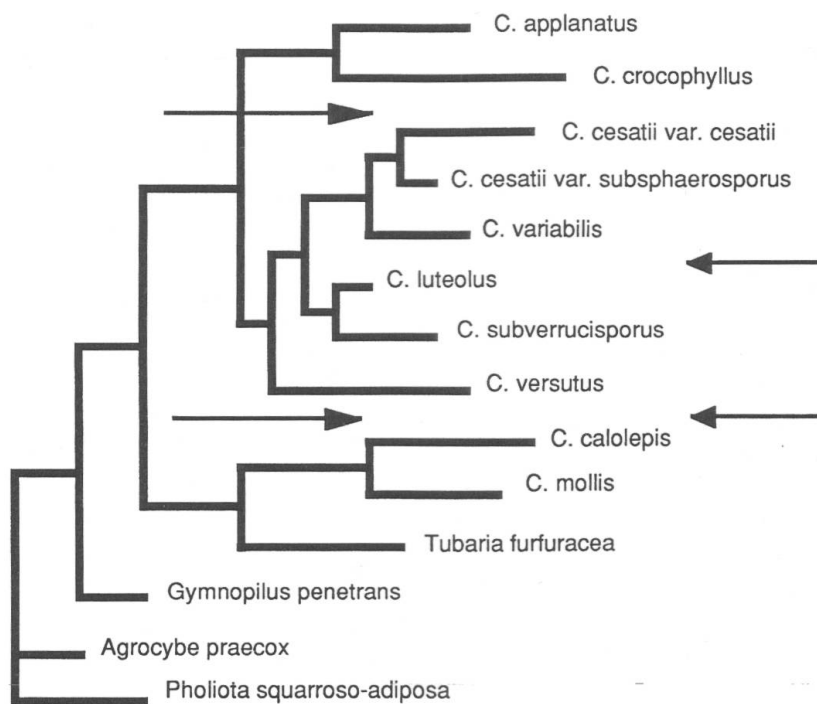 C. applanatus
C. crocophyllus
C. cesatii var. cesatii
C. cesatii var. subsphaerosporus
C. variabilis
C. luteolus
C. subverrucisporus
C. versutus
C. calolepis
C. mollis
Tubaria furfuracea
Gymnopilus penetrans
Agrocybe praecox
Pholiota squarroso-adiposa